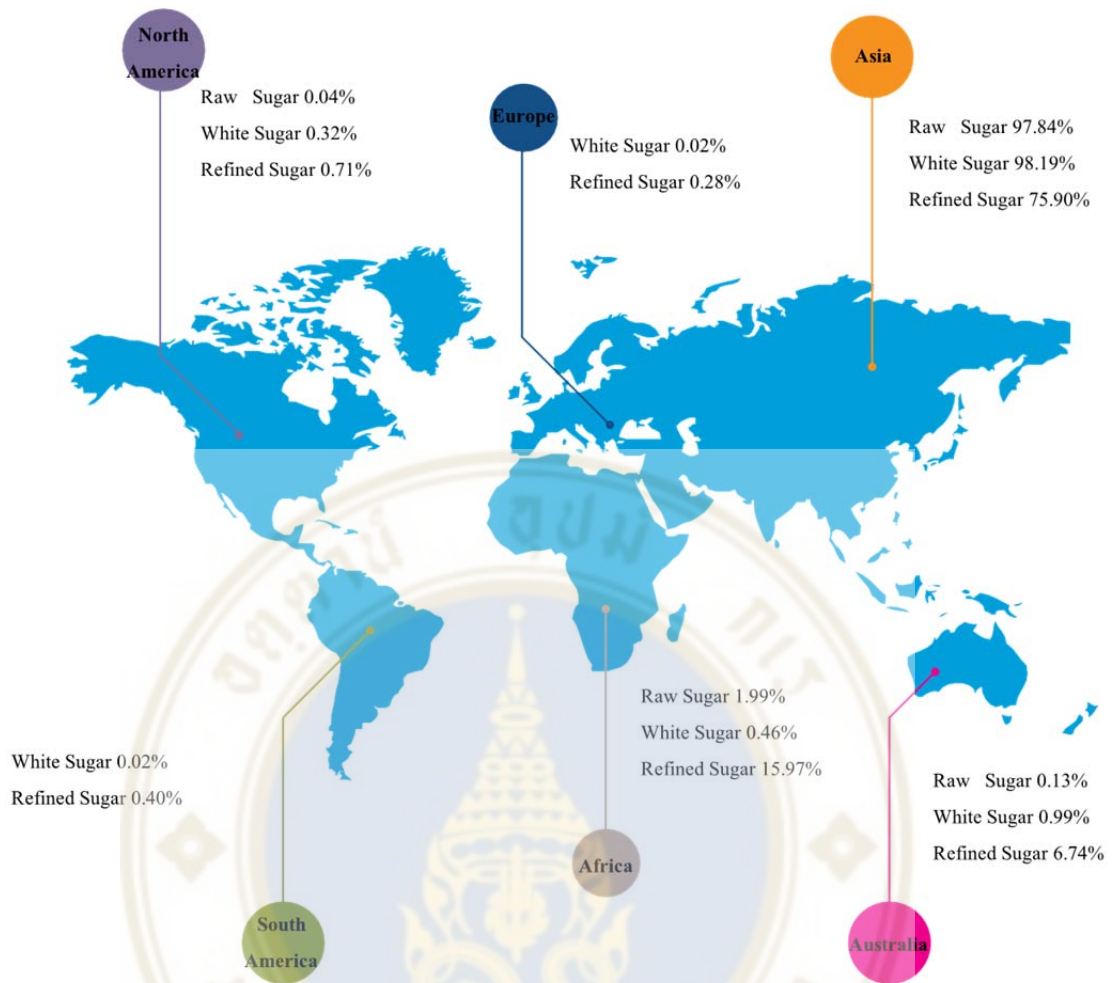 North
America
Raw Sugar 0.04%
White Sugar 0.32%
Refined Sugar 0.71%
Europe
White Sugar 0.02%
Refined Sugar 0.28%
Asia
Raw Sugar 97.84%
White Sugar 98.19%
Refined Sugar 75.90%
White Sugar 0.02%
Refined Sugar 0.40%
South
America
Raw Sugar 1.99%
White Sugar 0.46%
Refined Sugar 15.97%
Africa
Raw Sugar 0.13%
White Sugar 0.99%
Refined Sugar 6.74%
Australia